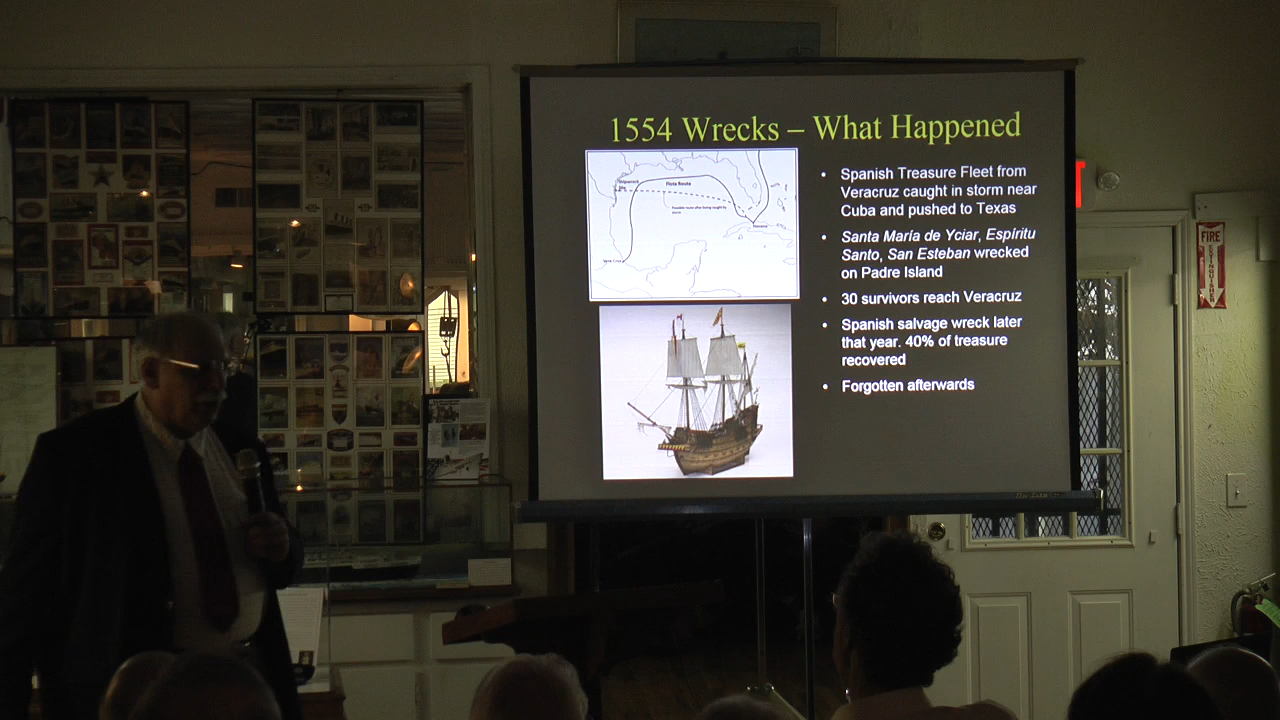 1554 Wrecks – What Happened
Shipwreck
Site
Flota Route
Havana
• Spanish Treasure Fleet from
Veracruz caught in storm near
Cuba and pushed to Texas
• Santa María de Yciar, Espíritu
Santo, San Esteban wrecked
on Padre Island
• 30 survivors reach Veracruz
• Spanish salvage wreck later
that year. 40% of treasure
recovered
• Forgotten afterwards
FIRE
EXTINGUISHER